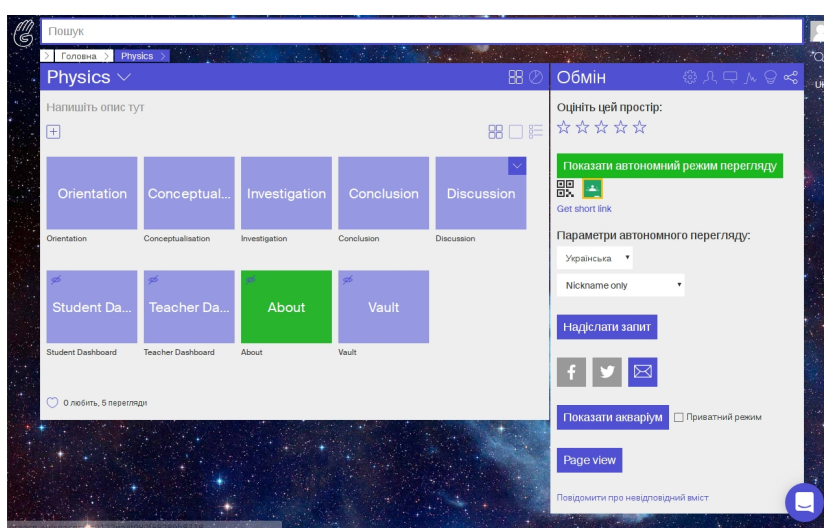 Пошук
Головна
Physics
Physics
Напишіть опис тут
Orientation
Conceptual...
Investigation
Conclusion
Discussion
Orientation
Conceptualisation
Investigation
Conclusion
Discussion
Student Da...
Teacher Da...
About
Vault
Student Dashboard
Teacher Dashboard
About
Vault
0 любить, 5 перегляди
Обмін
Оцініть цей простір:
Показати автономний режим перегляду
Get short link
Параметри автономного перегляду:
Українська
Nickname only
Надіслати запит
Показати акваріум
Приватний режим
Page view
Повідомити про невідповідний вміст